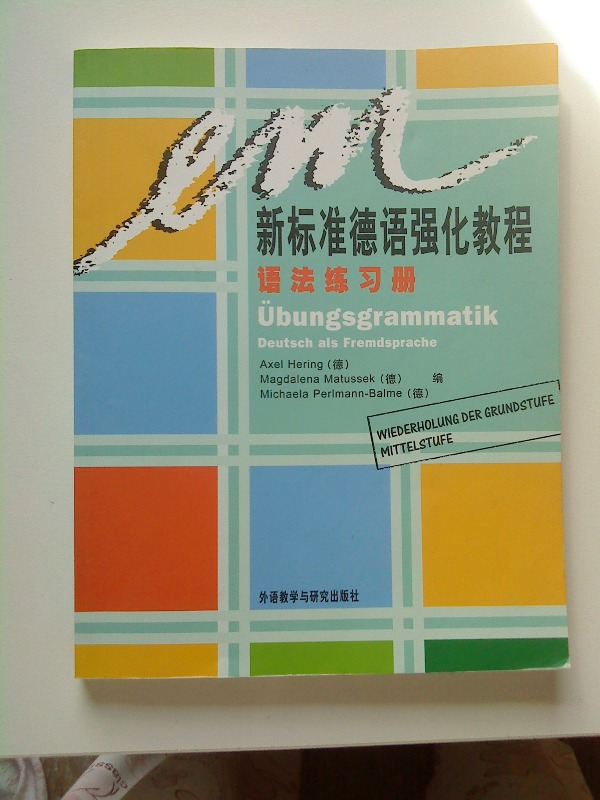 em
新标准德语强化教程
语法练习册
Übungsgrammatik
Deutsch als Fremdsprache
Axel Hering（德）
Magdalena Matussek（德） 编
Michaela Perlmann-Balme（德）
WIEDERHOLUNG DER GRUNDSTUFE
MITTELSTUFE
外语教学与研究出版社